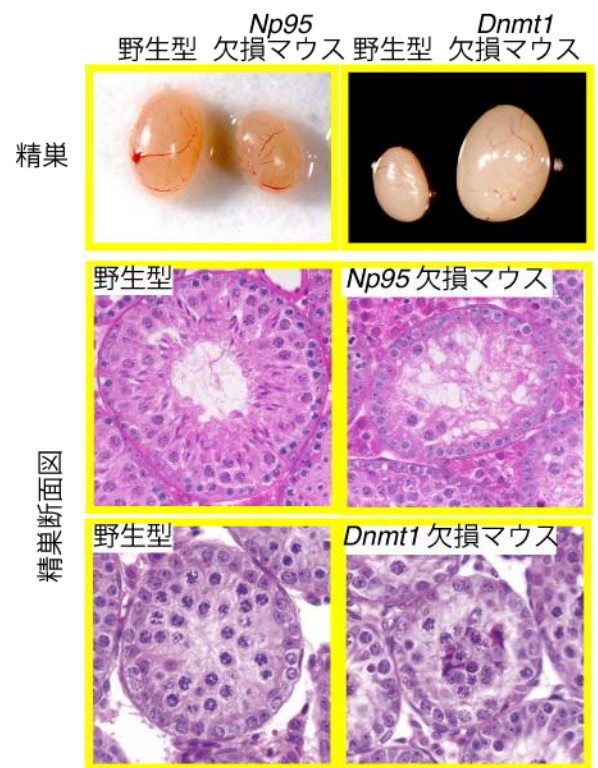 Np95 Dnmt1
野生型 欠損マウス 野生型 欠損マウス
精巣
野生型 Np95 欠損マウス
精巣断面図
野生型 Dnmt1 欠損マウス